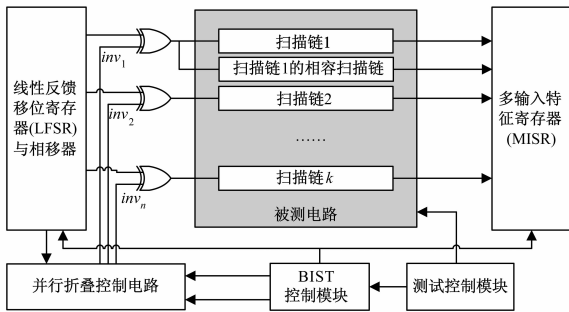 线性反馈
移位寄存
器(LFSR)
与相移器
inv1
inv2
invn
扫描链1
扫描链1的相容扫描链
扫描链2
……
扫描链k
被测电路
多输入特
征寄存器
(MISR)
并行折叠控制电路
BIST
控制模块
测试控制模块